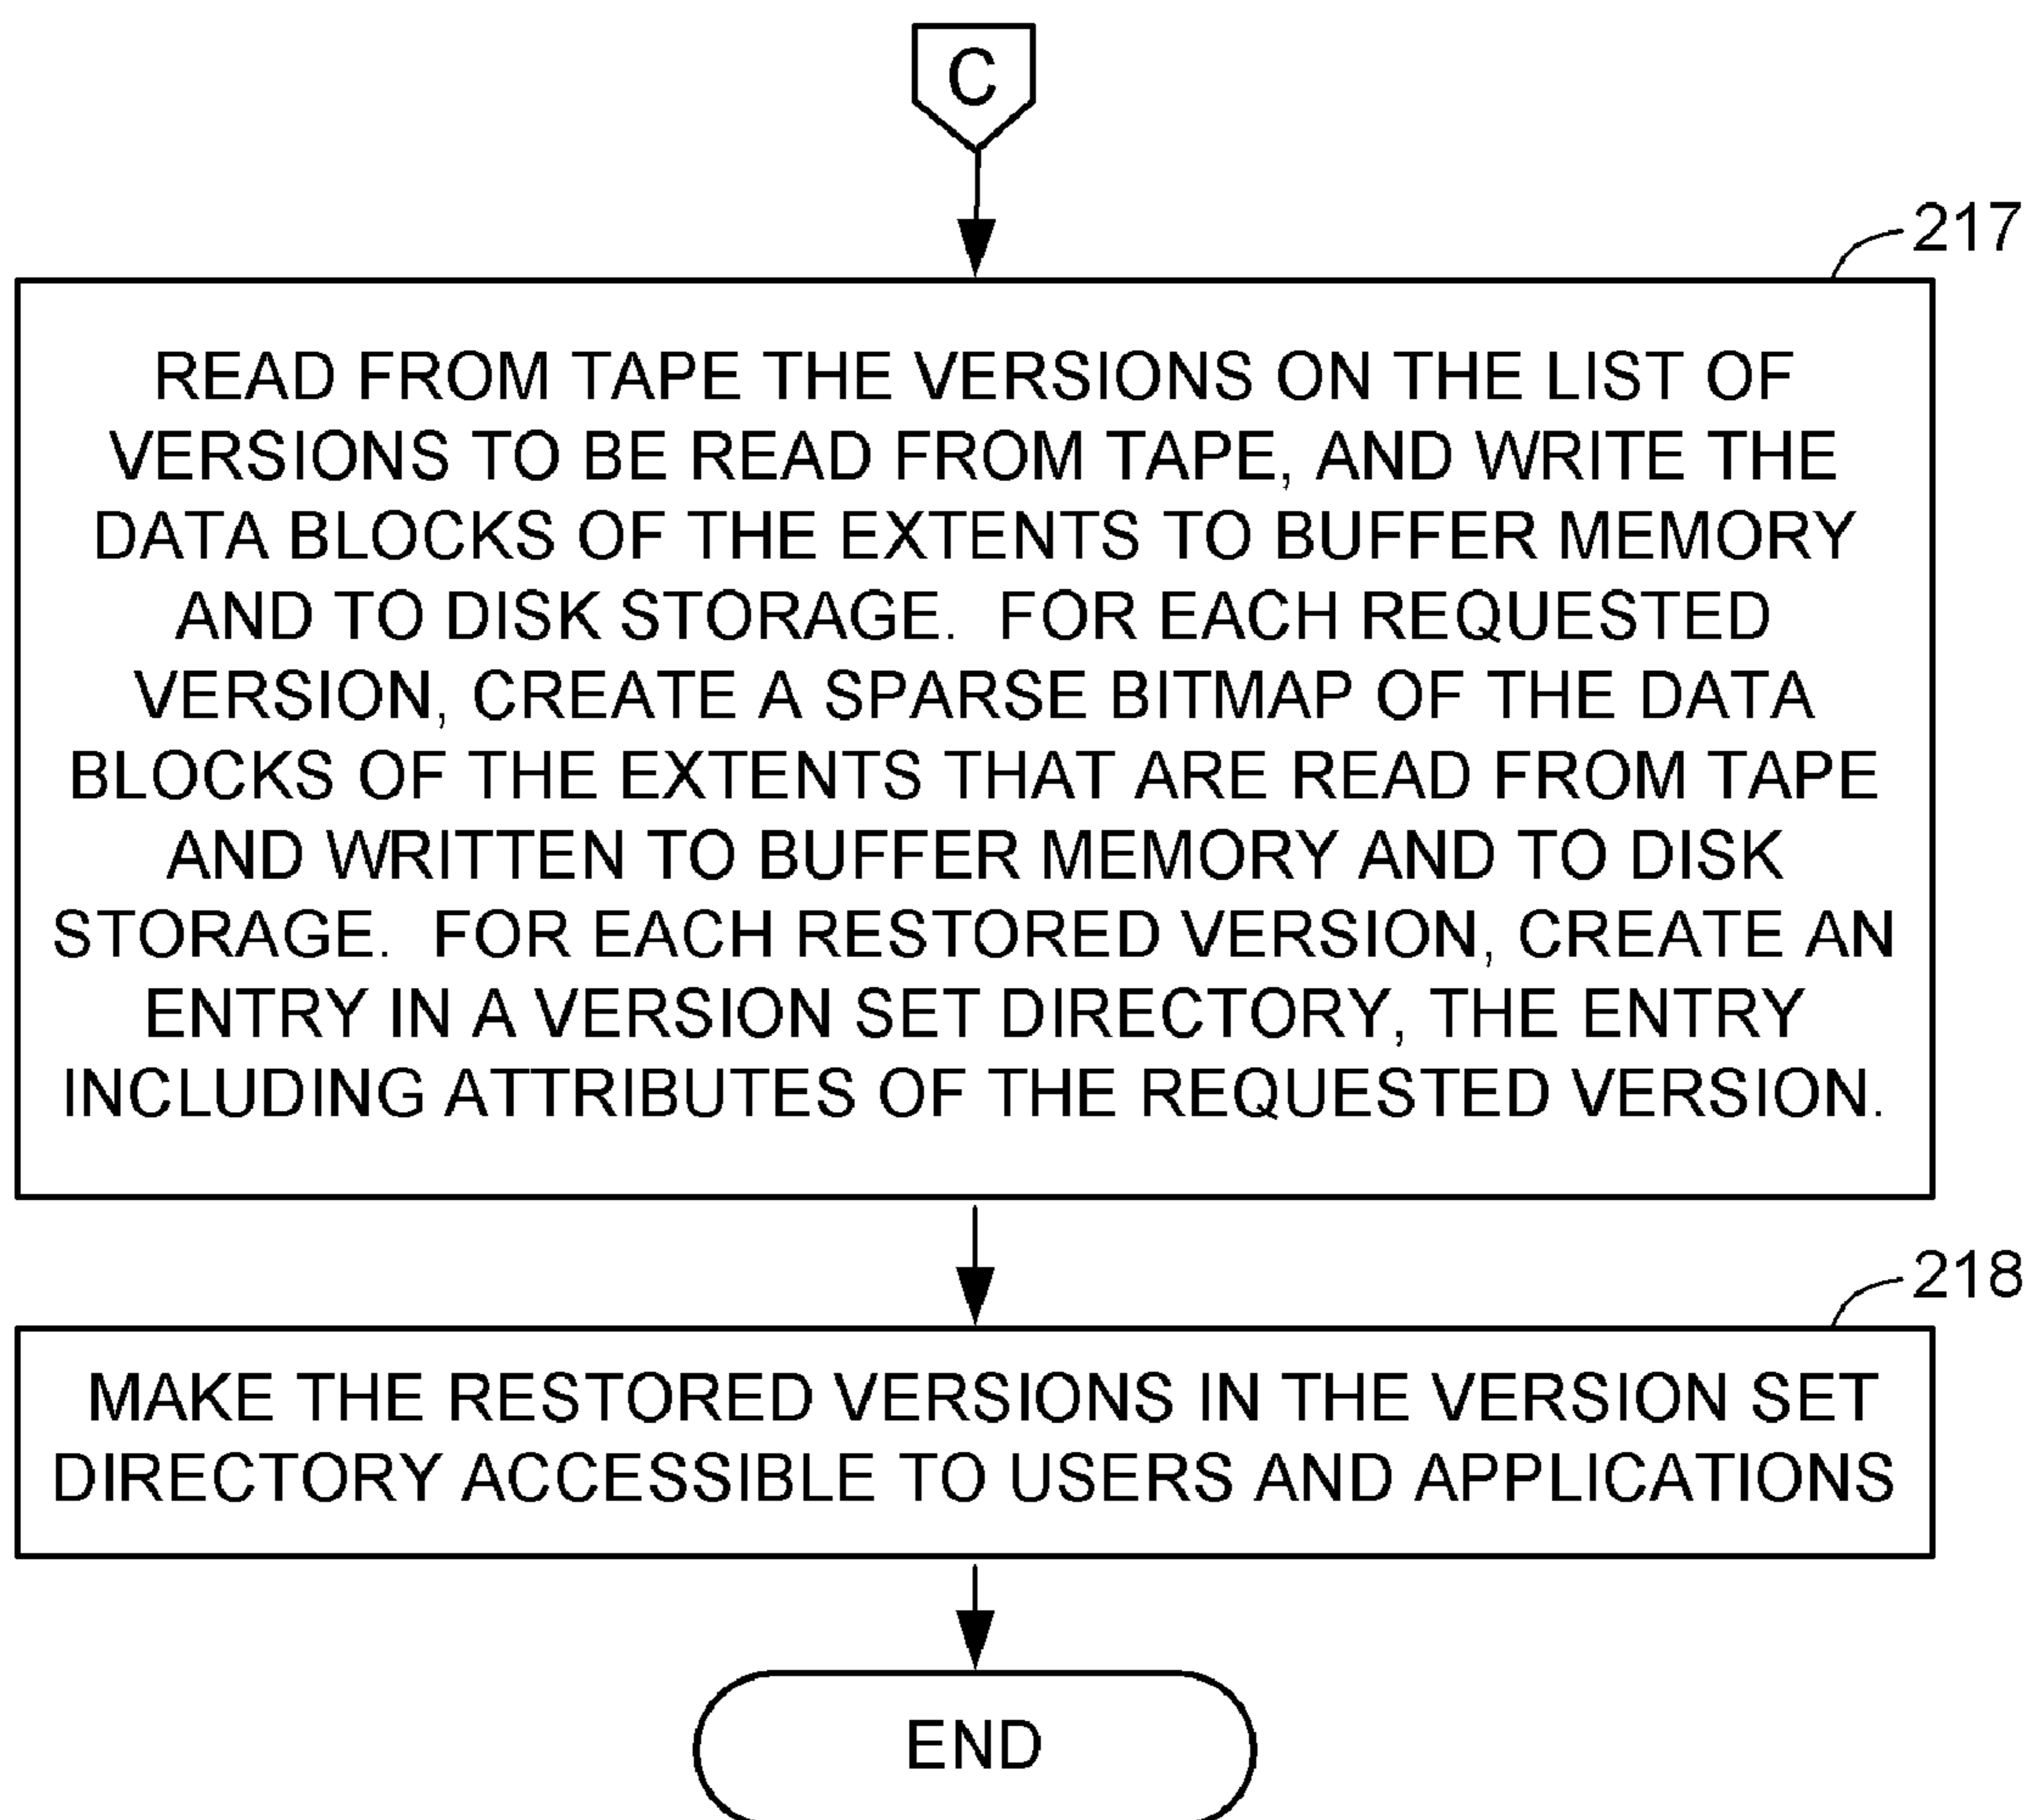 C
217
READ FROM TAPE THE VERSIONS ON THE LIST OF
VERSIONS TO BE READ FROM TAPE, AND WRITE THE
DATA BLOCKS OF THE EXTENTS TO BUFFER MEMORY
AND TO DISK STORAGE. FOR EACH REQUESTED
VERSION, CREATE A SPARSE BITMAP OF THE DATA
BLOCKS OF THE EXTENTS THAT ARE READ FROM TAPE
AND WRITTEN TO BUFFER MEMORY AND TO DISK
STORAGE. FOR EACH RESTORED VERSION, CREATE AN
ENTRY IN A VERSION SET DIRECTORY, THE ENTRY
INCLUDING ATTRIBUTES OF THE REQUESTED VERSION.
218
MAKE THE RESTORED VERSIONS IN THE VERSION SET
DIRECTORY ACCESSIBLE TO USERS AND APPLICATIONS
END